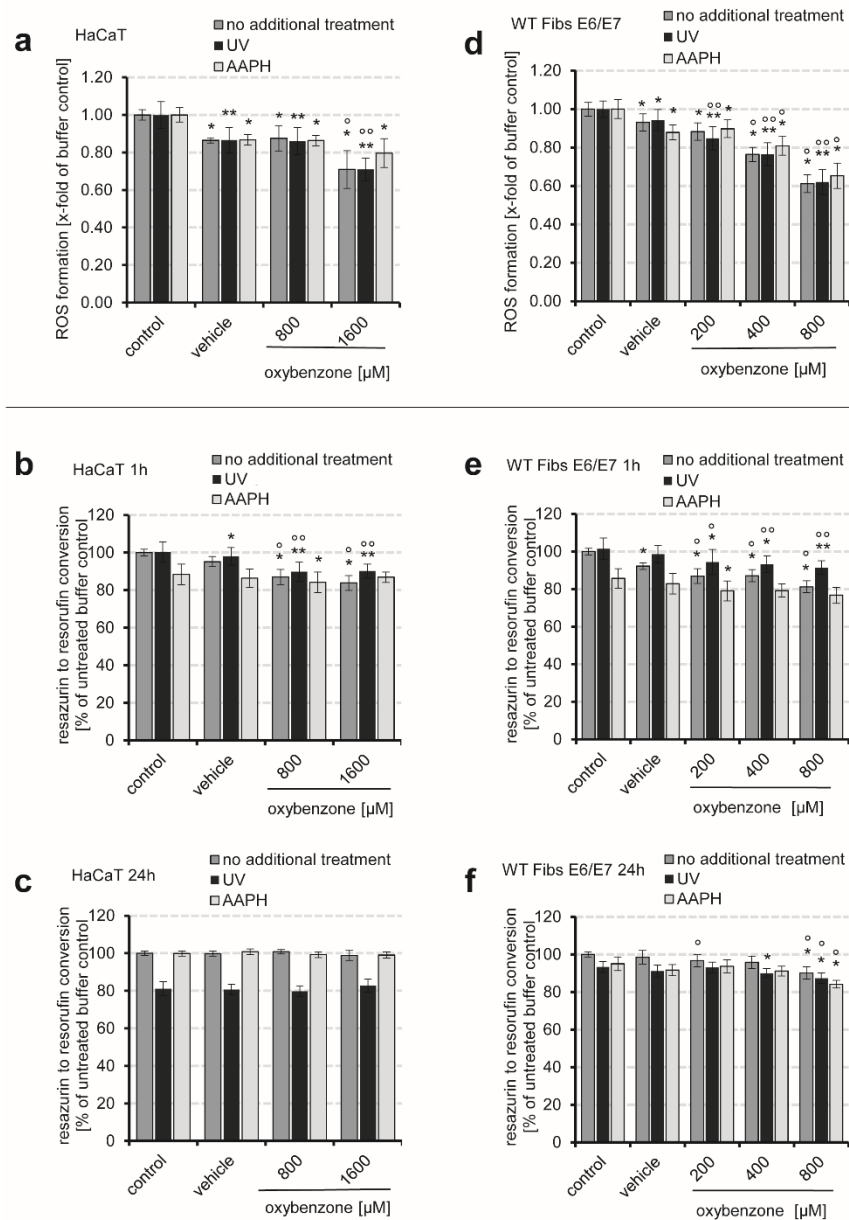 a
HaCaT
no additional treatment
UV
AAPH
ROS formation [x-fold of buffer control]
1.20
1.00
0.80
0.60
0.40
0.20
0.00
* ** *
* ** *
° °° *
* **
control
vehicle
800
1600
oxybenzone [µM]
d
WT Fibs E6/E7
no additional treatment
UV
AAPH
ROS formation [x-fold of buffer control]
1.20
1.00
0.80
0.60
0.40
0.20
0.00
* * *
°°
* ** *
° °° °
* ** *
° °° °
* ** *
control
vehicle
200
400
800
oxybenzone [µM]
b
HaCaT 1h
no additional treatment
UV
AAPH
resazurin to resorufin conversion
[% of untreated buffer control]
120
100
80
60
40
20
0
*
° °°
* ** *
° °°
* **
control
vehicle
800
1600
oxybenzone [µM]
e
WT Fibs E6/E7 1h
no additional treatment
UV
AAPH
resazurin to resorufin conversion
[% of untreated buffer control]
120
100
80
60
40
20
0
*
° °
* * *
° °°
* *
° °
* **
control
vehicle
200
400
800
oxybenzone [µM]
c
HaCaT 24h
no additional treatment
UV
AAPH
resazurin to resorufin conversion
[% of untreated buffer control]
120
100
80
60
40
20
0
control
vehicle
800
1600
oxybenzone [µM]
f
WT Fibs E6/E7 24h
no additional treatment
UV
AAPH
resazurin to resorufin conversion
[% of untreated buffer control]
120
100
80
60
40
20
0
°
*
° ° °
* * *
control
vehicle
200
400
800
oxybenzone [µM]